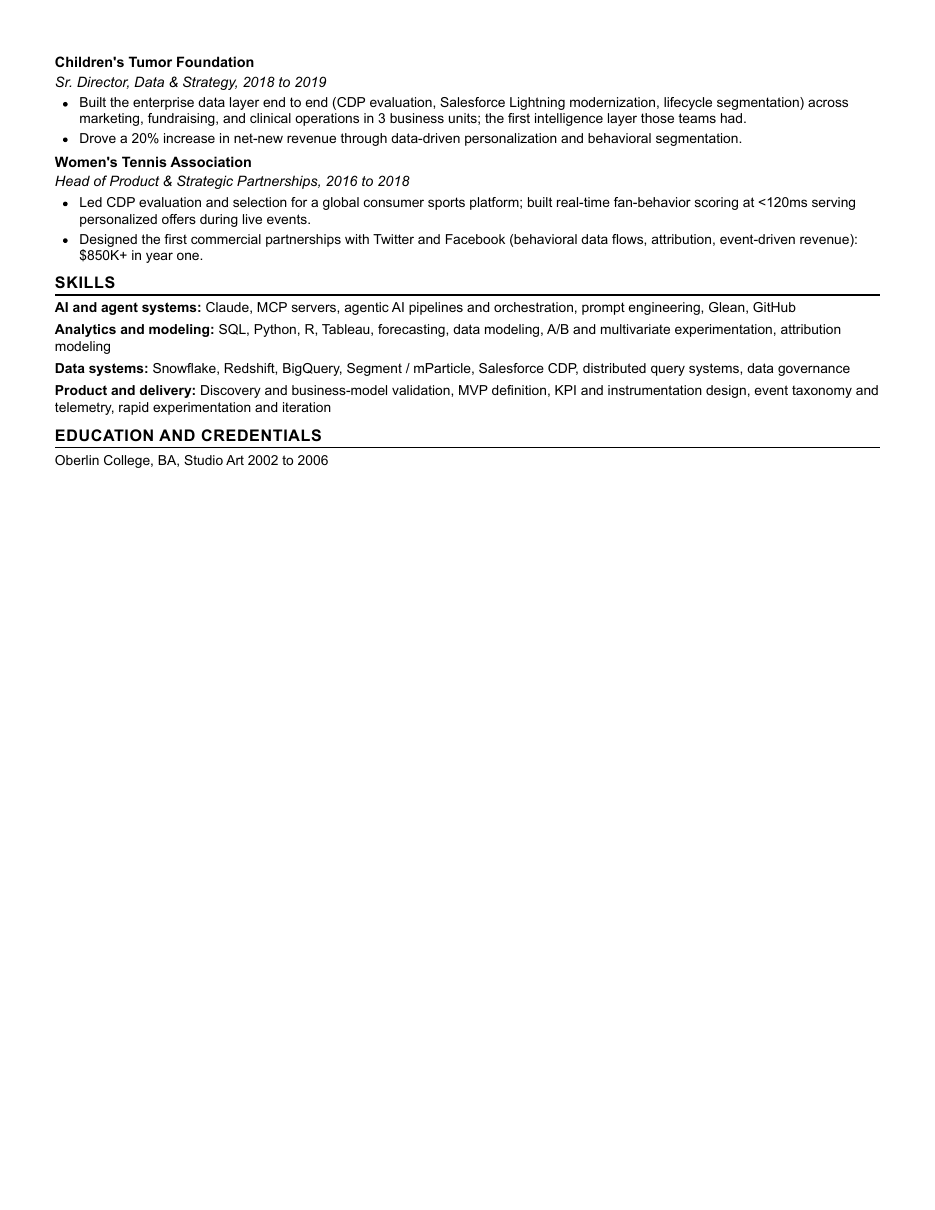 Children's Tumor Foundation
Sr. Director, Data & Strategy, 2018 to 2019
• Built the enterprise data layer end to end (CDP evaluation, Salesforce Lightning modernization, lifecycle segmentation) across
marketing, fundraising, and clinical operations in 3 business units; the first intelligence layer those teams had.
• Drove a 20% increase in net-new revenue through data-driven personalization and behavioral segmentation.
Women's Tennis Association
Head of Product & Strategic Partnerships, 2016 to 2018
• Led CDP evaluation and selection for a global consumer sports platform; built real-time fan-behavior scoring at <120ms serving
personalized offers during live events.
• Designed the first commercial partnerships with Twitter and Facebook (behavioral data flows, attribution, event-driven revenue):
$850K+ in year one.
SKILLS
AI and agent systems: Claude, MCP servers, agentic AI pipelines and orchestration, prompt engineering, Glean, GitHub
Analytics and modeling: SQL, Python, R, Tableau, forecasting, data modeling, A/B and multivariate experimentation, attribution
modeling
Data systems: Snowflake, Redshift, BigQuery, Segment / mParticle, Salesforce CDP, distributed query systems, data governance
Product and delivery: Discovery and business-model validation, MVP definition, KPI and instrumentation design, event taxonomy and
telemetry, rapid experimentation and iteration
EDUCATION AND CREDENTIALS
Oberlin College, BA, Studio Art 2002 to 2006